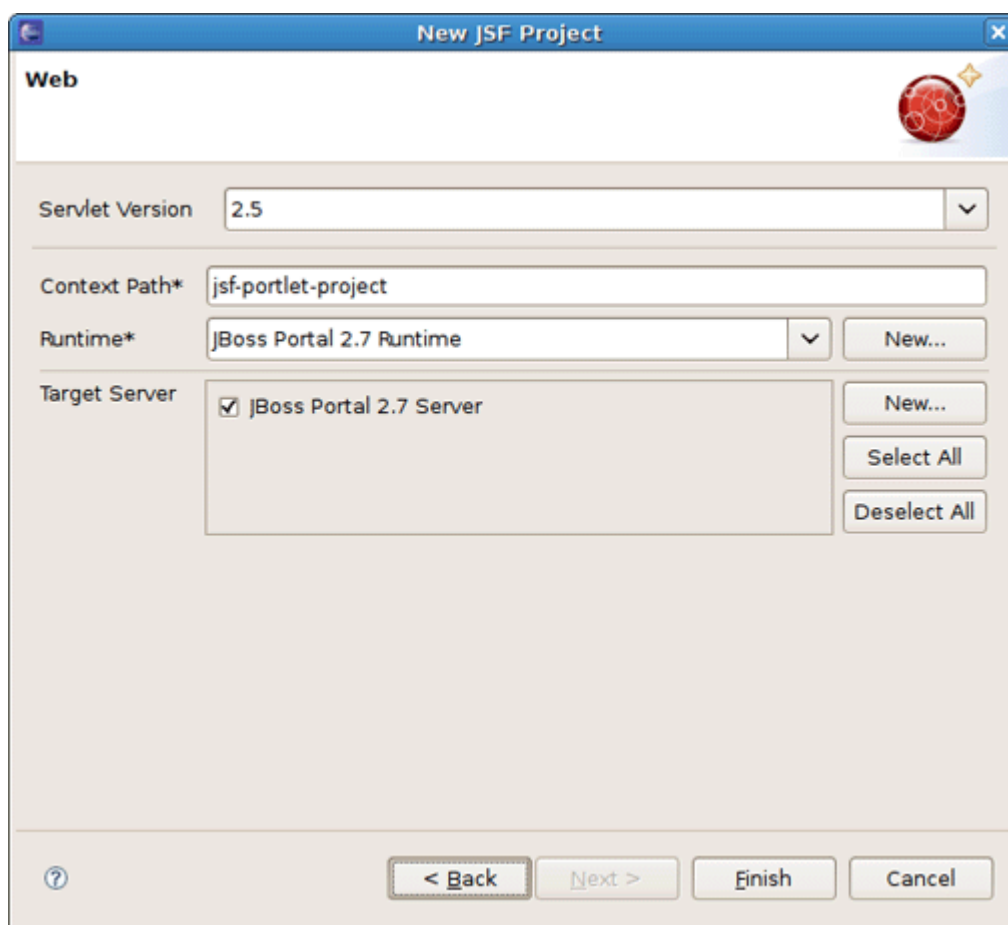 New JSF Project
Web
Servlet Version 2.5
Context Path* jsf-portlet-project
Runtime* JBoss Portal 2.7 Runtime New...
Target Server JBoss Portal 2.7 Server New...
Select All
Deselect All
? < Back Next > Finish Cancel